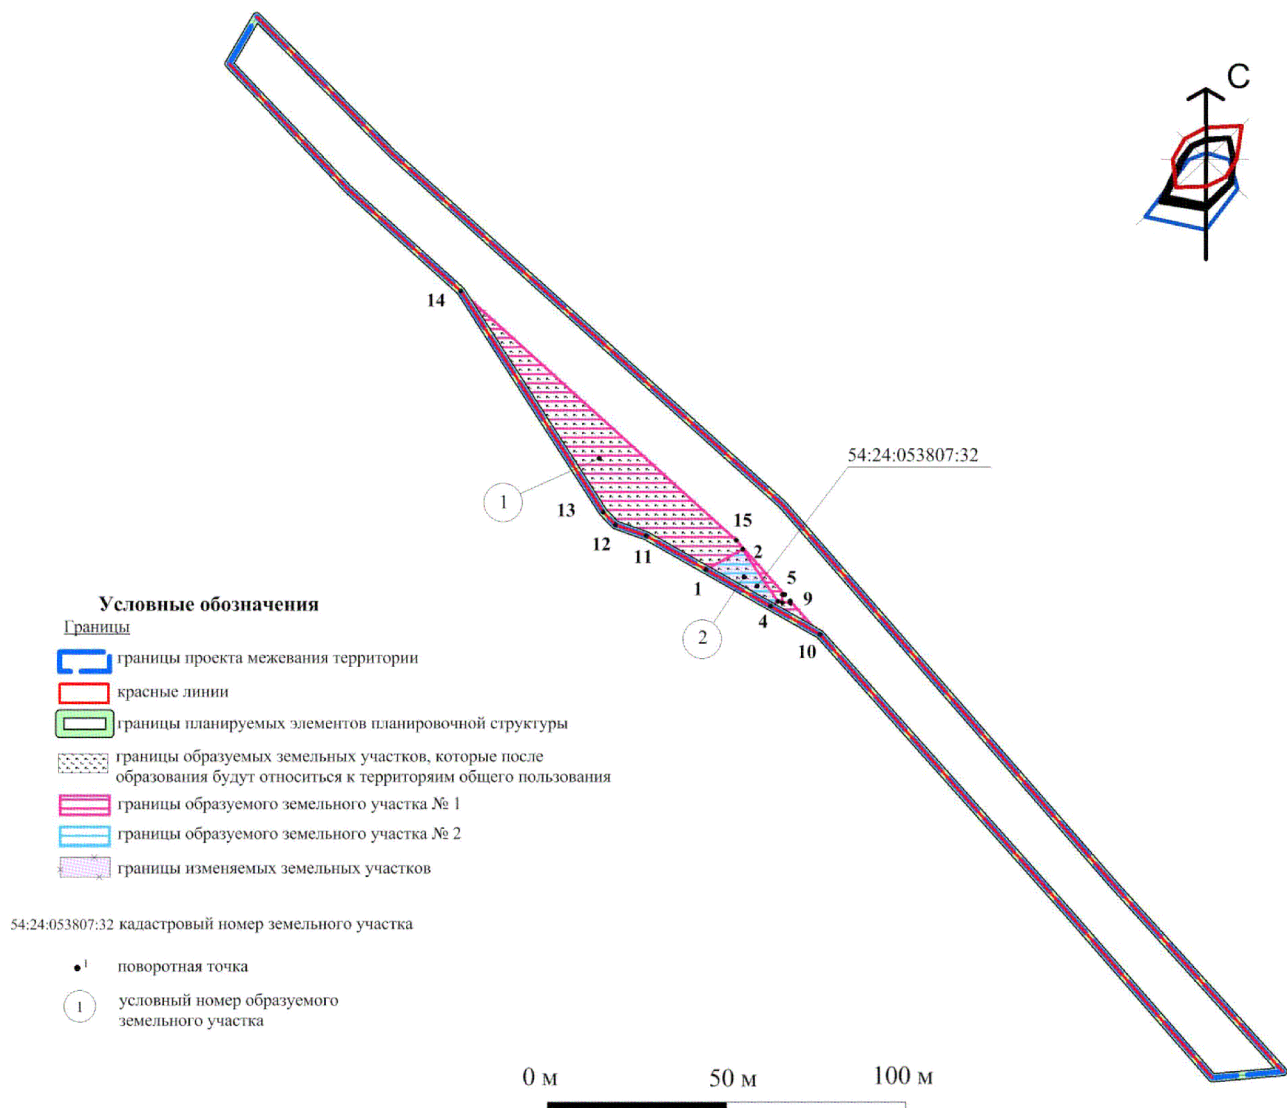 С
14
54:24:053807:32
1
13
15
12
2
11
5
1
9
4
2
10
Условные обозначения
Границы
границы проекта межевания территории
красные линии
границы планируемых элементов планировочной структуры
границы образуемых земельных участков, которые после
образования будут относиться к территориям общего пользования
границы образуемого земельного участка № 1
границы образуемого земельного участка № 2
границы изменяемых земельных участков
54:24:053807:32 кадастровый номер земельного участка
1 поворотная точка
1 условный номер образуемого
земельного участка
0 м 50 м 100 м